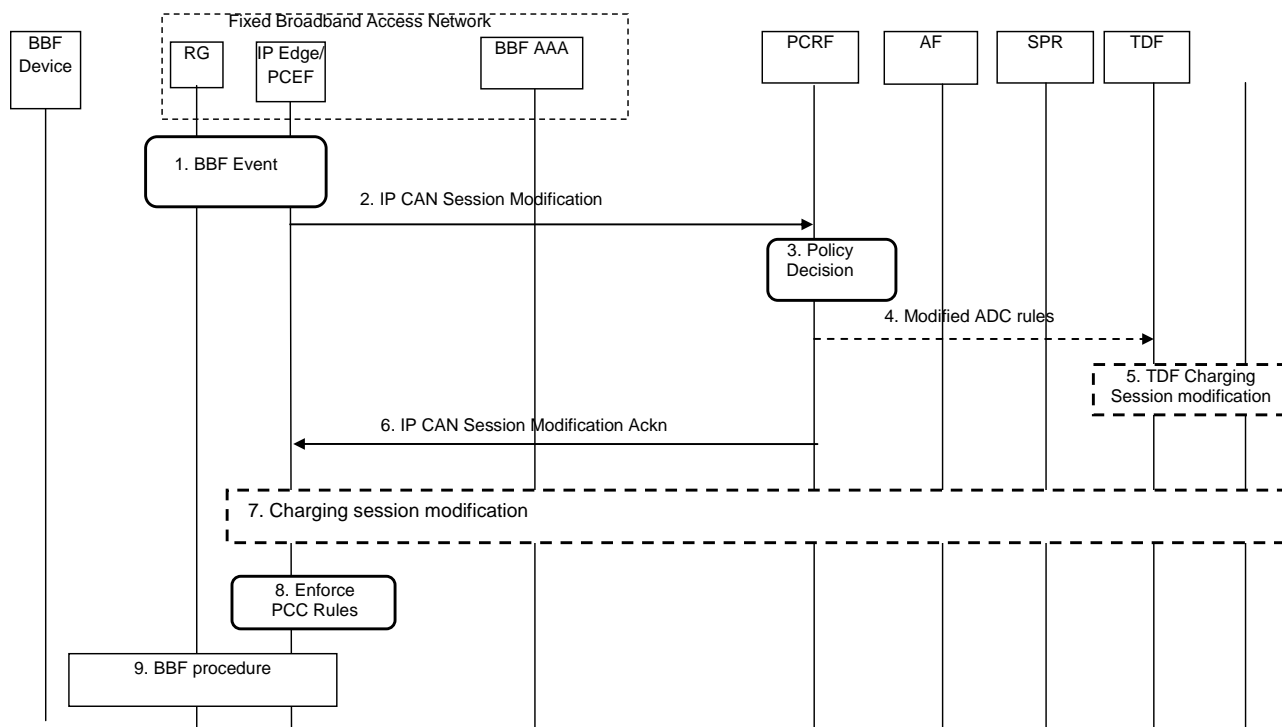 Fixed Broadband Access Network
BBF
Device
RG
IP Edge/
PCEF
BBF AAA
PCRF
AF
SPR
TDF
1. BBF Event
2. IP CAN Session Modification
3. Policy
Decision
4. Modified ADC rules
5. TDF Charging
Session modification
6. IP CAN Session Modification Ackn
7. Charging session modification
8. Enforce
PCC Rules
9. BBF procedure